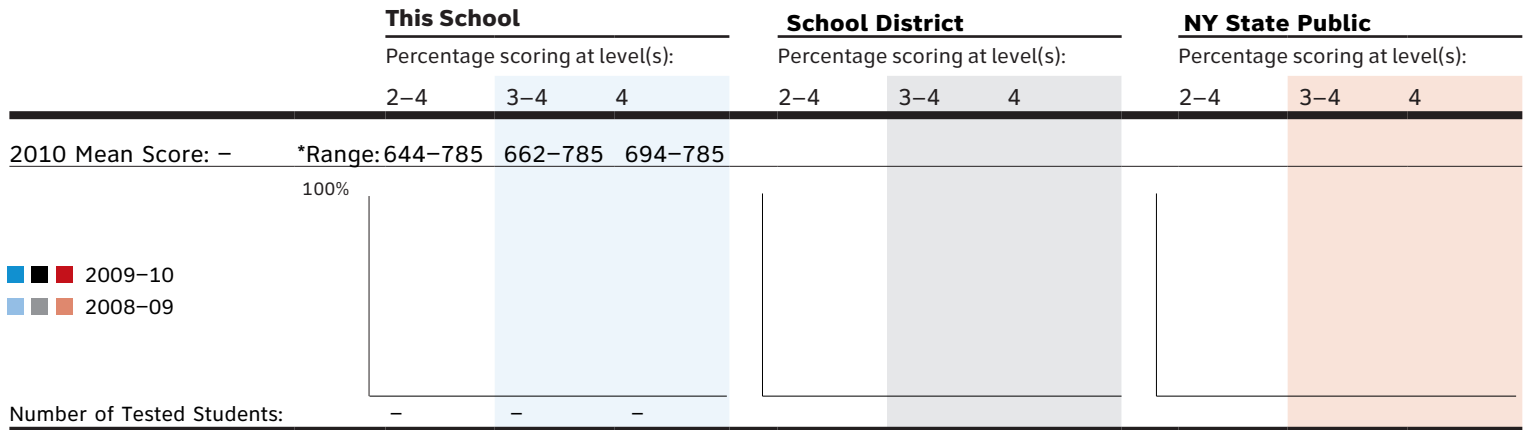 This School School District NY State Public
Percentage scoring at level(s): Percentage scoring at level(s): Percentage scoring at level(s):
2–4 3–4 4 2–4 3–4 4 2–4 3–4 4
2010 Mean Score: – *Range: 644–785 662–785 694–785
100%
2009–10
2008–09
Number of Tested Students: – – –